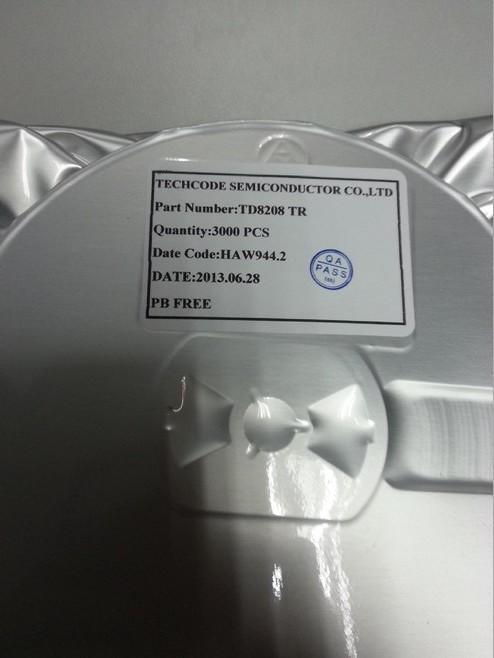 TECHCODE SEMICONDUCTOR CO.,LTD
Part Number:TD8208 TR
Quantity:3000 PCS
Date Code:HAW944.2
DATE:2013.06.28
PB FREE
QA
PASS